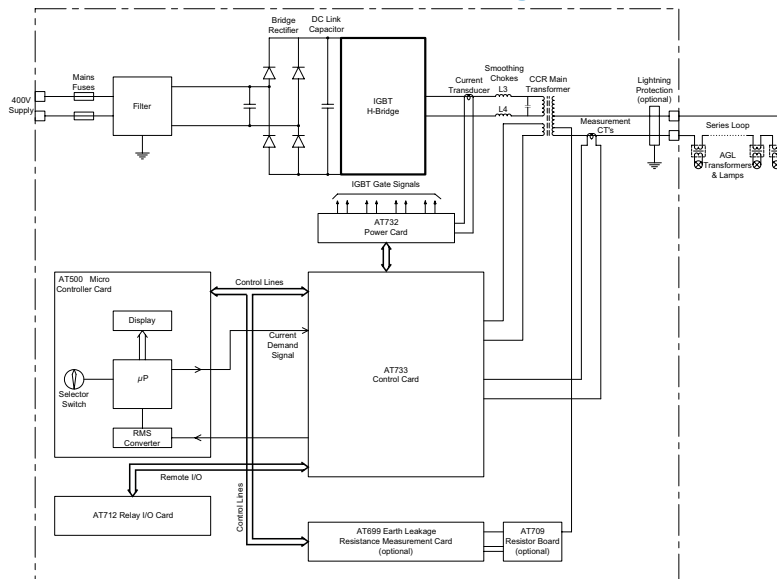 Bridge
Rectifier
DC Link
Capacitor
Mains
Fuses
400V
Supply
Filter
IGBT
H-Bridge
Current
Transducer
Smoothing
Chokes
L3
L4
CCR Main
Transformer
Measurement
CT's
Lightning
Protection
(optional)
Series Loop
AGL
Transformers
& Lamps
IGBT Gate Signals
AT732
Power Card
AT500 Micro
Controller Card
Control Lines
Display
Current
Demand
Signal
µP
Selector
Switch
RMS
Converter
AT733
Control Card
Remote I/O
AT712 Relay I/O Card
Control Lines
AT699 Earth Leakage
Resistance Measurement Card
(optional)
AT709
Resistor Board
(optional)